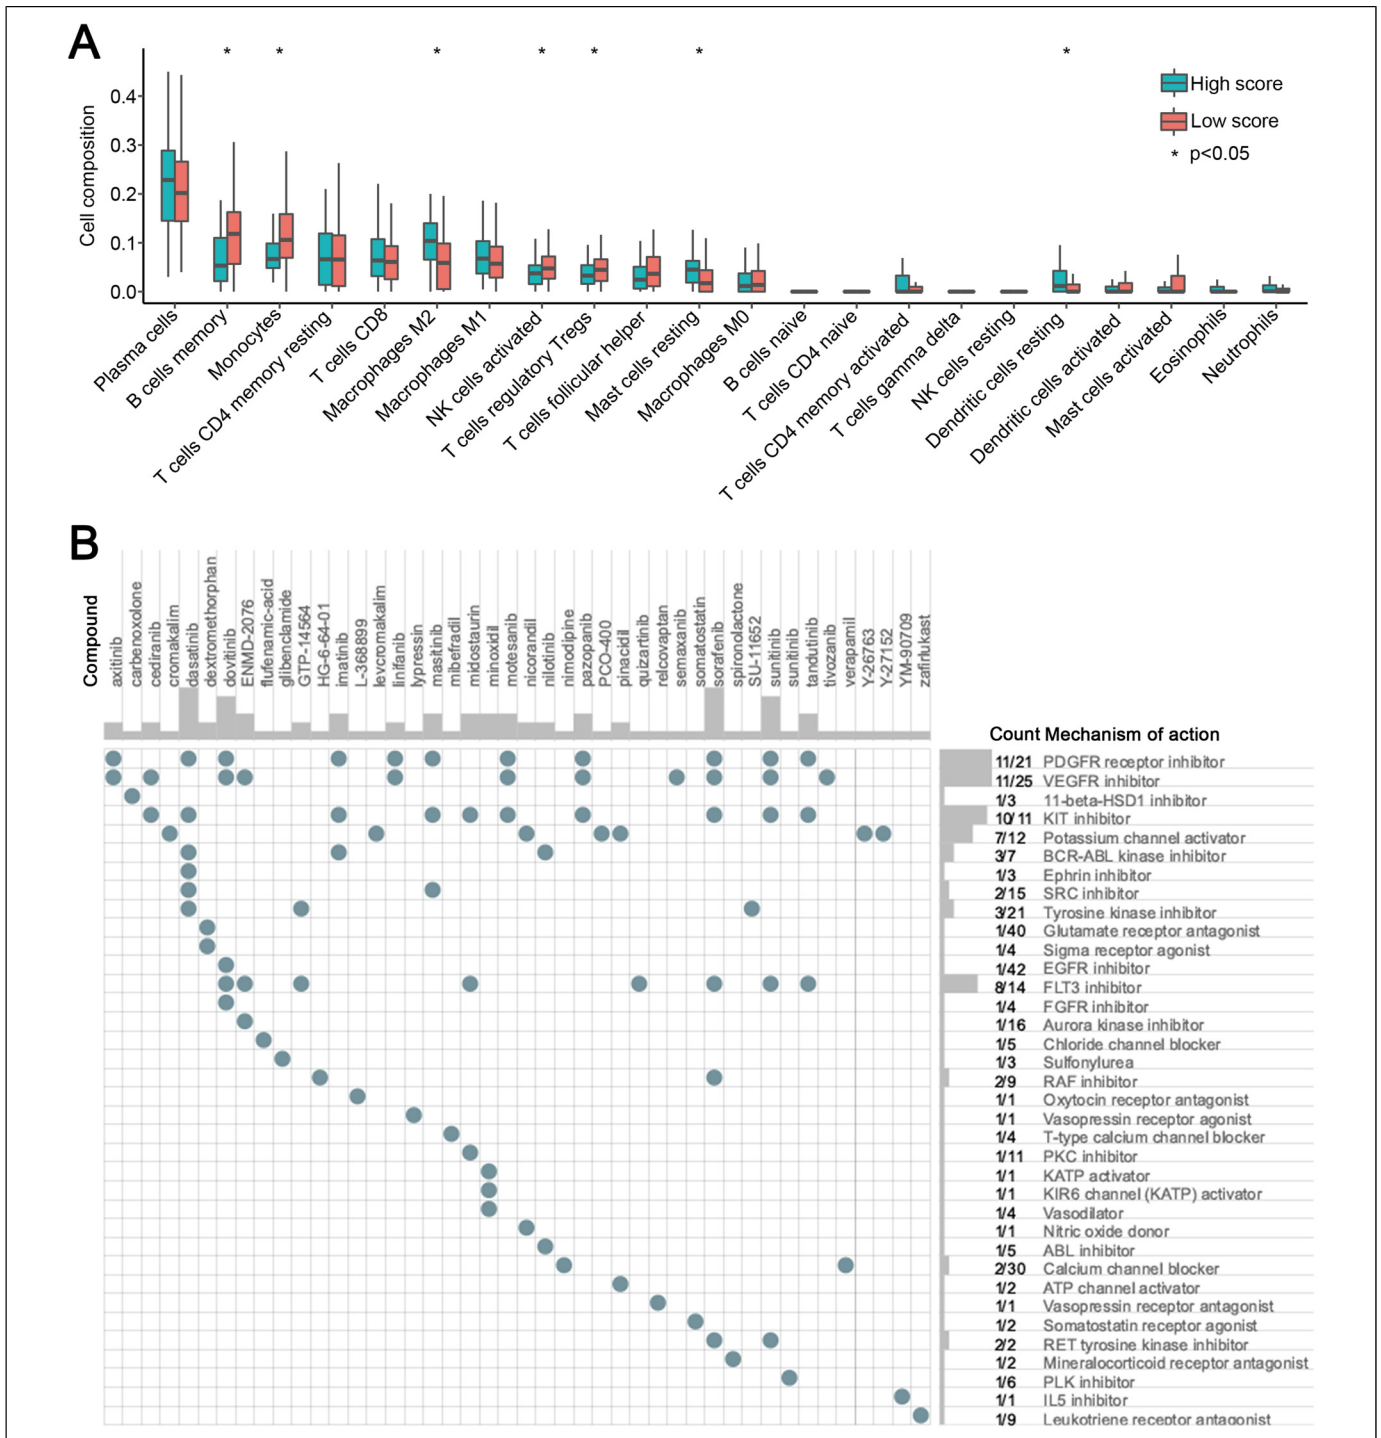 A
* * * * * * *
High score
Low score
* p<0.05
Cell composition
0.4
0.3
0.2
0.1
0.0
Plasma cells
B cells memory
Monocytes
T cells CD4 memory resting
T cells CD8
Macrophages M2
Macrophages M1
NK cells activated
T cells regulatory Tregs
T cells follicular helper
Mast cells resting
Macrophages M0
B cells naive
T cells CD4 naive
T cells CD4 memory activated
T cells gamma delta
NK cells resting
Dendritic cells resting
Dendritic cells activated
Mast cells activated
Eosinophils
Neutrophils
B
Compound
axitinib
carbenoxolone
cediranib
cromakalim
dasatinib
dextromethorphan
dovitinib
ENMD-2076
flufenamic-acid
glibenclamide
GTP-14564
HG-6-64-01
imatinib
L-368899
levcromakalim
linifanib
lypressin
masitinib
mibefradil
midostaurin
minoxidil
motesanib
nicorandil
nilotinib
nimodipine
pazopanib
PCO-400
pinacidil
quizartinib
relcovaptan
semaxanib
somatostatin
sorafenib
spironolactone
SU-11652
sunitinib
sunitinib
tandutinib
tivozanib
verapamil
Y-26763
Y-27152
YM-90709
zafirlukast
Count Mechanism of action
11/21 PDGFR receptor inhibitor
11/25 VEGFR inhibitor
1/3 11-beta-HSD1 inhibitor
10/11 KIT inhibitor
7/12 Potassium channel activator
3/7 BCR-ABL kinase inhibitor
1/3 Ephrin inhibitor
2/15 SRC inhibitor
3/21 Tyrosine kinase inhibitor
1/40 Glutamate receptor antagonist
1/4 Sigma receptor agonist
1/42 EGFR inhibitor
8/14 FLT3 inhibitor
1/4 FGFR inhibitor
1/16 Aurora kinase inhibitor
1/5 Chloride channel blocker
1/3 Sulfonylurea
2/9 RAF inhibitor
1/1 Oxytocin receptor antagonist
1/1 Vasopressin receptor agonist
1/4 T-type calcium channel blocker
1/11 PKC inhibitor
1/1 KATP activator
1/1 KIR6 channel (KATP) activator
1/4 Vasodilator
1/1 Nitric oxide donor
1/5 ABL inhibitor
2/30 Calcium channel blocker
1/2 ATP channel activator
1/1 Vasopressin receptor antagonist
1/2 Somatostatin receptor agonist
2/2 RET tyrosine kinase inhibitor
1/2 Mineralocorticoid receptor antagonist
1/6 PLK inhibitor
1/1 IL5 inhibitor
1/9 Leukotriene receptor antagonist